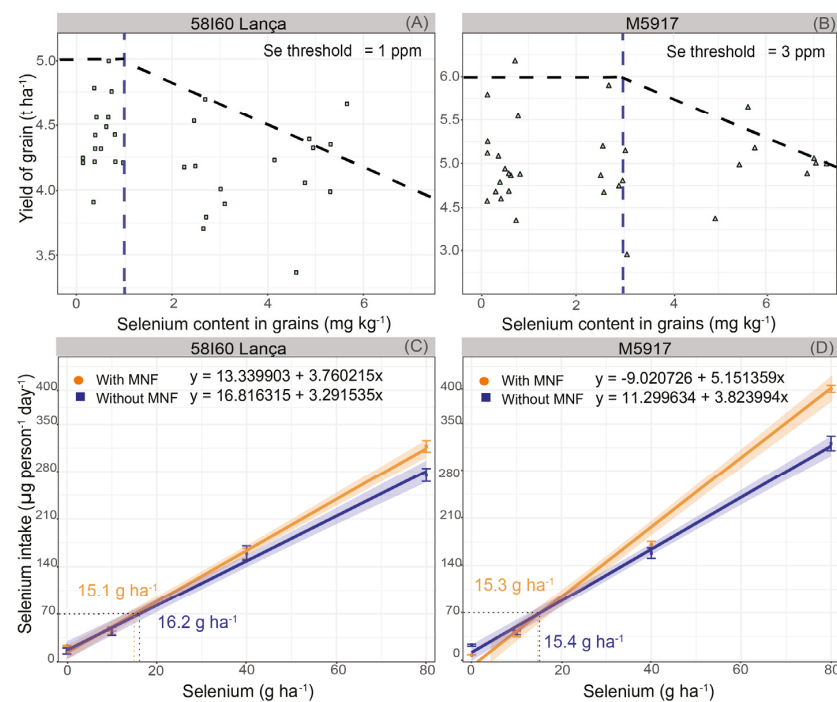 58I60 Lança (A)
Se threshold = 1 ppm
Yield of grain (t ha-1)
5.0
4.5
4.0
3.5
0 2 4 6
Selenium content in grains (mg kg-1)
M5917 (B)
Se threshold = 3 ppm
6.0
5.5
5.0
4.5
3.0
0 2 4 6
Selenium content in grains (mg kg-1)
58I60 Lança (C)
With MNF y = 13.339903 + 3.760215x
Without MNF y = 16.816315 + 3.291535x
Selenium intake (µg person-1 day-1)
400
350
280
210
140
70
0
15.1 g ha-1
16.2 g ha-1
0 20 40 60 80
Selenium (g ha-1)
M5917 (D)
With MNF y = -9.020726 + 5.151359x
Without MNF y = 11.299634 + 3.823994x
400
350
280
210
140
70
0
15.3 g ha-1
15.4 g ha-1
0 20 40 60 80
Selenium (g ha-1)